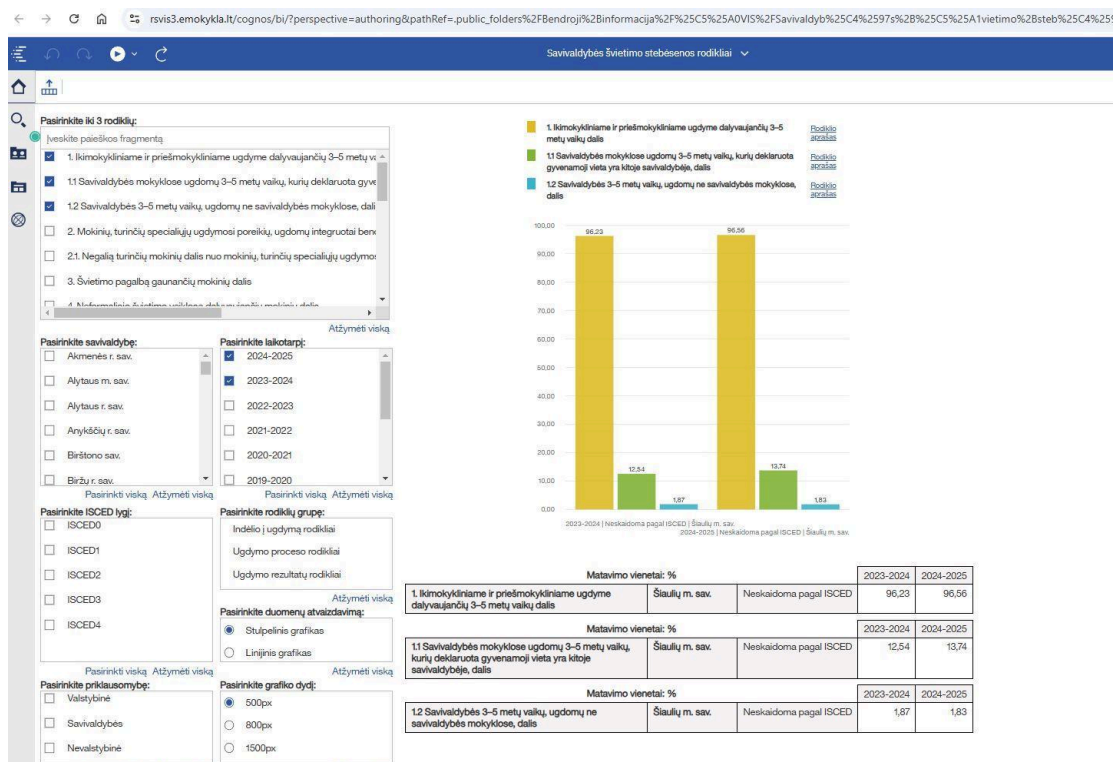 rsvis3.emokykla.lt/cognos/bi/?perspective=authoring&pathRef=.public_folders%2FBendroji%2Binformacija%2F%25C5%25A0VIS%2FSavivaldyb%25C4%2597s%2B%25C5%25A1vietimo%2Bsteb%25C4%259
Savivaldybės švietimo stebėsenos rodikliai
Pasirinkite iki 3 rodiklių:
Įveskite paieškos fragmentą
1. Ikimokykliniame ir priešmokykliniame ugdyme dalyvaujančių 3–5 metų va
1.1 Savivaldybės mokyklose ugdomų 3–5 metų vaikų, kurių deklaruota gyve
1.2 Savivaldybės 3–5 metų vaikų, ugdomų ne savivaldybės mokyklose, dali
2. Mokinių, turinčių specialiųjų ugdymosi poreikių, ugdomų integruotai bend
2.1. Negalią turinčių mokinių dalis nuo mokinių, turinčių specialiųjų ugdymos
3. Švietimo pagalbą gaunančių mokinių dalis
4. Neformaliojo švietimo veiklose dalyvaujančių mokinių dalis
Atžymėti viską
Pasirinkite savivaldybę:
Akmenės r. sav.
Alytaus m. sav.
Alytaus r. sav.
Anykščių r. sav.
Birštono sav.
Biržų r. sav.
Pasirinkti viską Atžymėti viską
Pasirinkite laikotarpį:
2024-2025
2023-2024
2022-2023
2021-2022
2020-2021
2019-2020
Pasirinkti viską Atžymėti viską
Pasirinkite ISCED lygį:
ISCED0
ISCED1
ISCED2
ISCED3
ISCED4
Pasirinkti viską Atžymėti viską
Pasirinkite rodiklių grupę:
Indėlio į ugdymą rodikliai
Ugdymo proceso rodikliai
Ugdymo rezultatų rodikliai
Atžymėti viską
Pasirinkite duomenų atvaizdavimą:
Stulpelinis grafikas
Linijinis grafikas
Atžymėti viską
Pasirinkite priklausomybę:
Valstybinė
Savivaldybės
Nevalstybinė
Pasirinkite grafiko dydį:
500px
800px
1500px
1. Ikimokykliniame ir priešmokykliniame ugdyme dalyvaujančių 3–5
metų vaikų dalis
Rodiklio
aprašas
1.1 Savivaldybės mokyklose ugdomų 3–5 metų vaikų, kurių deklaruota
gyvenamoji vieta yra kitoje savivaldybėje, dalis
Rodiklio
aprašas
1.2 Savivaldybės 3–5 metų vaikų, ugdomų ne savivaldybės mokyklose,
dalis
Rodiklio
aprašas
100,00
90,00
80,00
70,00
60,00
50,00
40,00
30,00
20,00
10,00
0,00
96,23
12,54
1,87
96,56
13,74
1,83
2023-2024 | Neskaidoma pagal ISCED | Šiaulių m. sav.
2024-2025 | Neskaidoma pagal ISCED | Šiaulių m. sav.
Matavimo vienetai: % 2023-2024 2024-2025
1. Ikimokykliniame ir priešmokykliniame ugdyme
dalyvaujančių 3–5 metų vaikų dalis
Šiaulių m. sav. Neskaidoma pagal ISCED 96,23 96,56
Matavimo vienetai: % 2023-2024 2024-2025
1.1 Savivaldybės mokyklose ugdomų 3–5 metų vaikų,
kurių deklaruota gyvenamoji vieta yra kitoje
savivaldybėje, dalis
Šiaulių m. sav. Neskaidoma pagal ISCED 12,54 13,74
Matavimo vienetai: % 2023-2024 2024-2025
1.2 Savivaldybės 3–5 metų vaikų, ugdomų ne
savivaldybės mokyklose, dalis
Šiaulių m. sav. Neskaidoma pagal ISCED 1,87 1,83